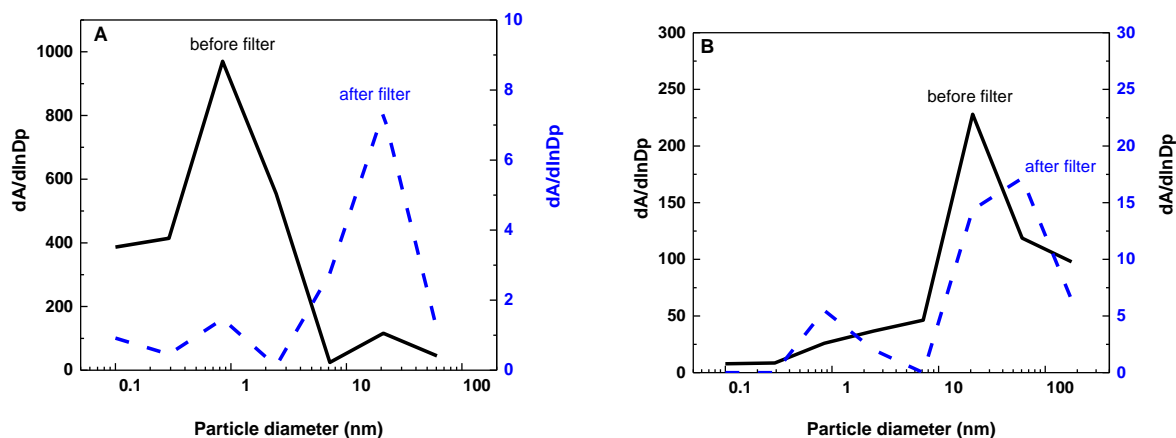 A
before filter
after filter
dA/dlnDp
1000
800
600
400
200
0
10
8
6
4
2
0
dA/dlnDp
0.1
1
10
100
Particle diameter (nm)
B
before filter
after filter
dA/dlnDp
300
250
200
150
100
50
0
30
25
20
15
10
5
0
dA/dlnDp
0.1
1
10
100
Particle diameter (nm)